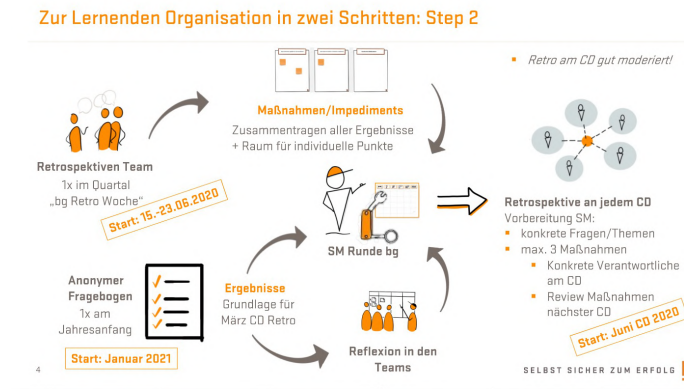 Zur Lernenden Organisation in zwei Schritten: Step 2
Retro am CD gut moderiert!
Maßnahmen/Impediments
Zusammentragen aller Ergebnisse
+ Raum für individuelle Punkte
Retrospektiven Team
1x im Quartal
„bg Retro Woche“
Start: 15.-23.06.2020
SM Runde bg
Retrospektive an jedem CD
Vorbereitung SM:
konkrete Fragen/Themen
max. 3 Maßnahmen
Konkrete Verantwortliche
am CD
Review Maßnahmen
nächster CD
Start: Juni CD 2020
Anonymer
Fragebogen
1x am
Jahresanfang
Start: Januar 2021
Ergebnisse
Grundlage für
März CD Retro
Reflexion in den
Teams
4
SELBST SICHER ZUM ERFOLG